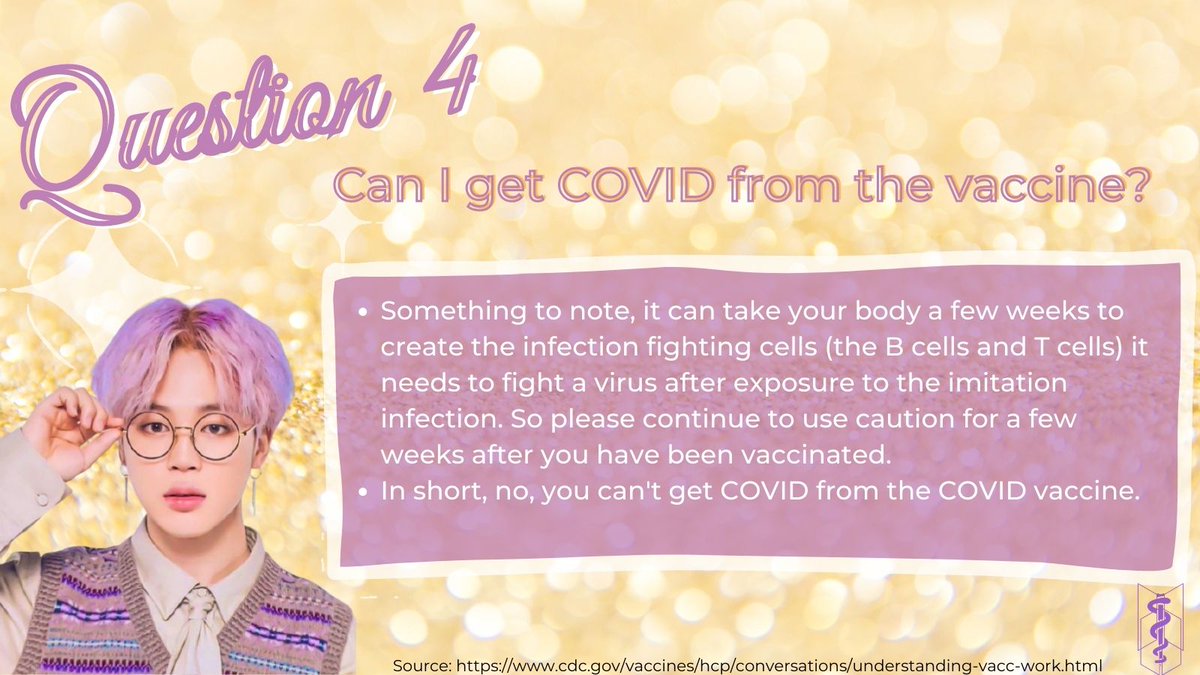 Question 4
Can I get COVID from the vaccine?
• Something to note, it can take your body a few weeks to
create the infection fighting cells (the B cells and T cells) it
needs to fight a virus after exposure to the imitation
infection. So please continue to use caution for a few
weeks after you have been vaccinated.
• In short, no, you can't get COVID from the COVID vaccine.
Source: https://www.cdc.gov/vaccines/hcp/conversations/understanding-vacc-work.html